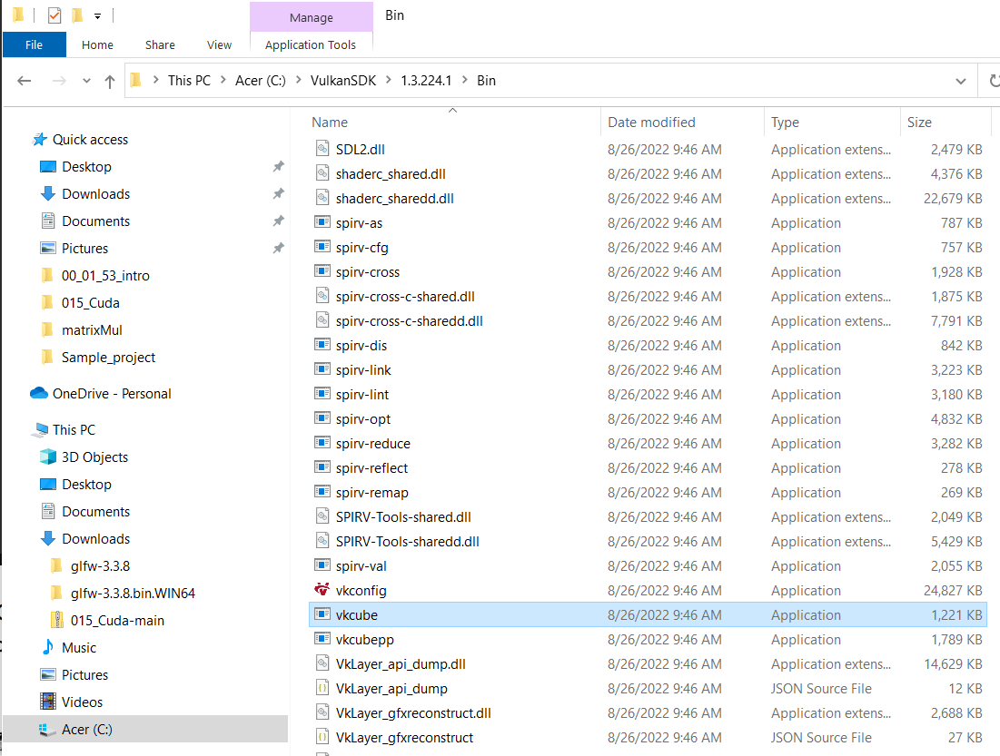 Manage
Bin
File
Home
Share
View
Application Tools
This PC
Acer (C:)
VulkanSDK
1.3.224.1
Bin
Quick access
Desktop
Downloads
Documents
Pictures
00_01_53_intro
015_Cuda
matrixMul
Sample_project
OneDrive - Personal
This PC
3D Objects
Desktop
Documents
Downloads
glfw-3.3.8
glfw-3.3.8.bin.WIN64
015_Cuda-main
Music
Pictures
Videos
Acer (C:)
Name Date modified Type Size
SDL2.dll 8/26/2022 9:46 AM Application extens... 2,479 KB
shaderc_shared.dll 8/26/2022 9:46 AM Application extens... 4,376 KB
shaderc_sharedd.dll 8/26/2022 9:46 AM Application extens... 22,679 KB
spirv-as 8/26/2022 9:46 AM Application 787 KB
spirv-cfg 8/26/2022 9:46 AM Application 757 KB
spirv-cross 8/26/2022 9:46 AM Application 1,928 KB
spirv-cross-c-shared.dll 8/26/2022 9:46 AM Application extens... 1,875 KB
spirv-cross-c-sharedd.dll 8/26/2022 9:46 AM Application extens... 7,791 KB
spirv-dis 8/26/2022 9:46 AM Application 842 KB
spirv-link 8/26/2022 9:46 AM Application 3,223 KB
spirv-lint 8/26/2022 9:46 AM Application 3,180 KB
spirv-opt 8/26/2022 9:46 AM Application 4,832 KB
spirv-reduce 8/26/2022 9:46 AM Application 3,282 KB
spirv-reflect 8/26/2022 9:46 AM Application 278 KB
spirv-remap 8/26/2022 9:46 AM Application 269 KB
SPIRV-Tools-shared.dll 8/26/2022 9:46 AM Application extens... 2,049 KB
SPIRV-Tools-sharedd.dll 8/26/2022 9:46 AM Application extens... 5,429 KB
spirv-val 8/26/2022 9:46 AM Application 2,055 KB
vkconfig 8/26/2022 9:46 AM Application 24,827 KB
vkcube 8/26/2022 9:46 AM Application 1,221 KB
vkcubepp 8/26/2022 9:46 AM Application 1,789 KB
VkLayer_api_dump.dll 8/26/2022 9:46 AM Application extens... 14,629 KB
VkLayer_api_dump 8/26/2022 9:46 AM JSON Source File 12 KB
VkLayer_gfxreconstruct.dll 8/26/2022 9:46 AM Application extens... 2,688 KB
VkLayer_gfxreconstruct 8/26/2022 9:46 AM JSON Source File 27 KB